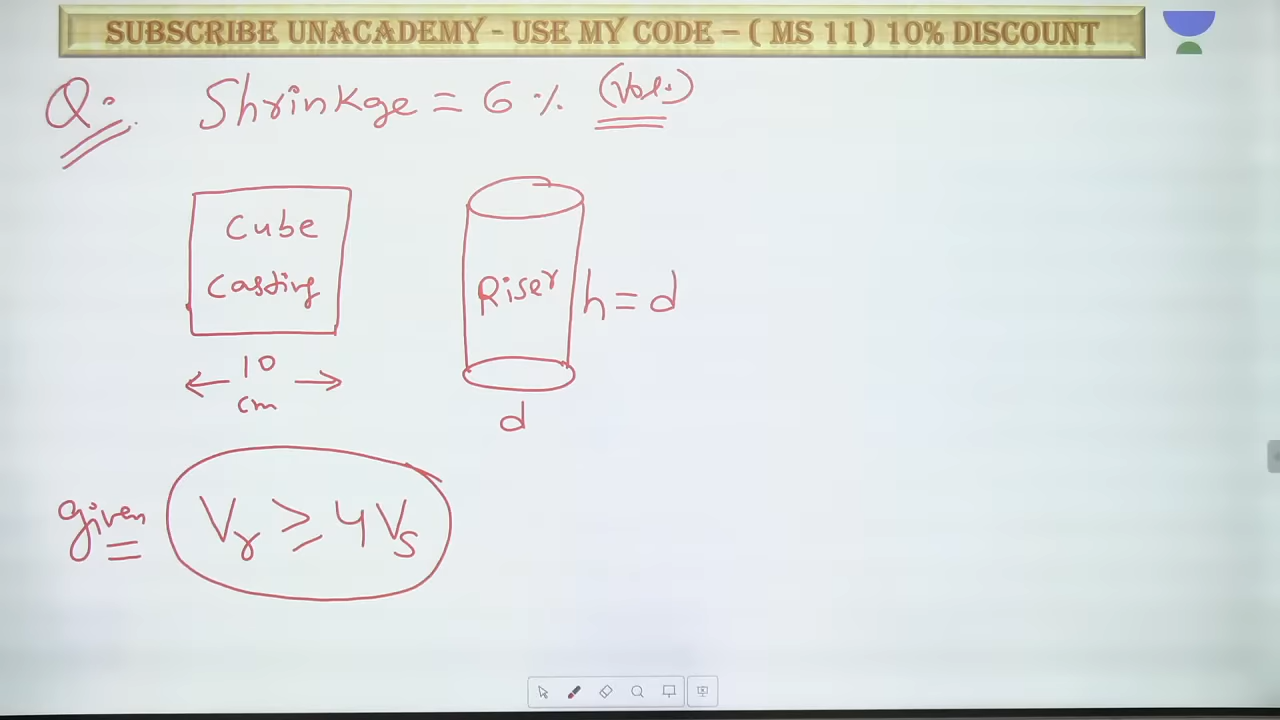 SUBSCRIBE UNACADEMY - USE MY CODE – ( MS 11) 10% DISCOUNT
Q: Shrinkge = 6 % (Vol.)
Cube
Casting
Riser
h = d
10
cm
d
given Vr ≥ 4Vs